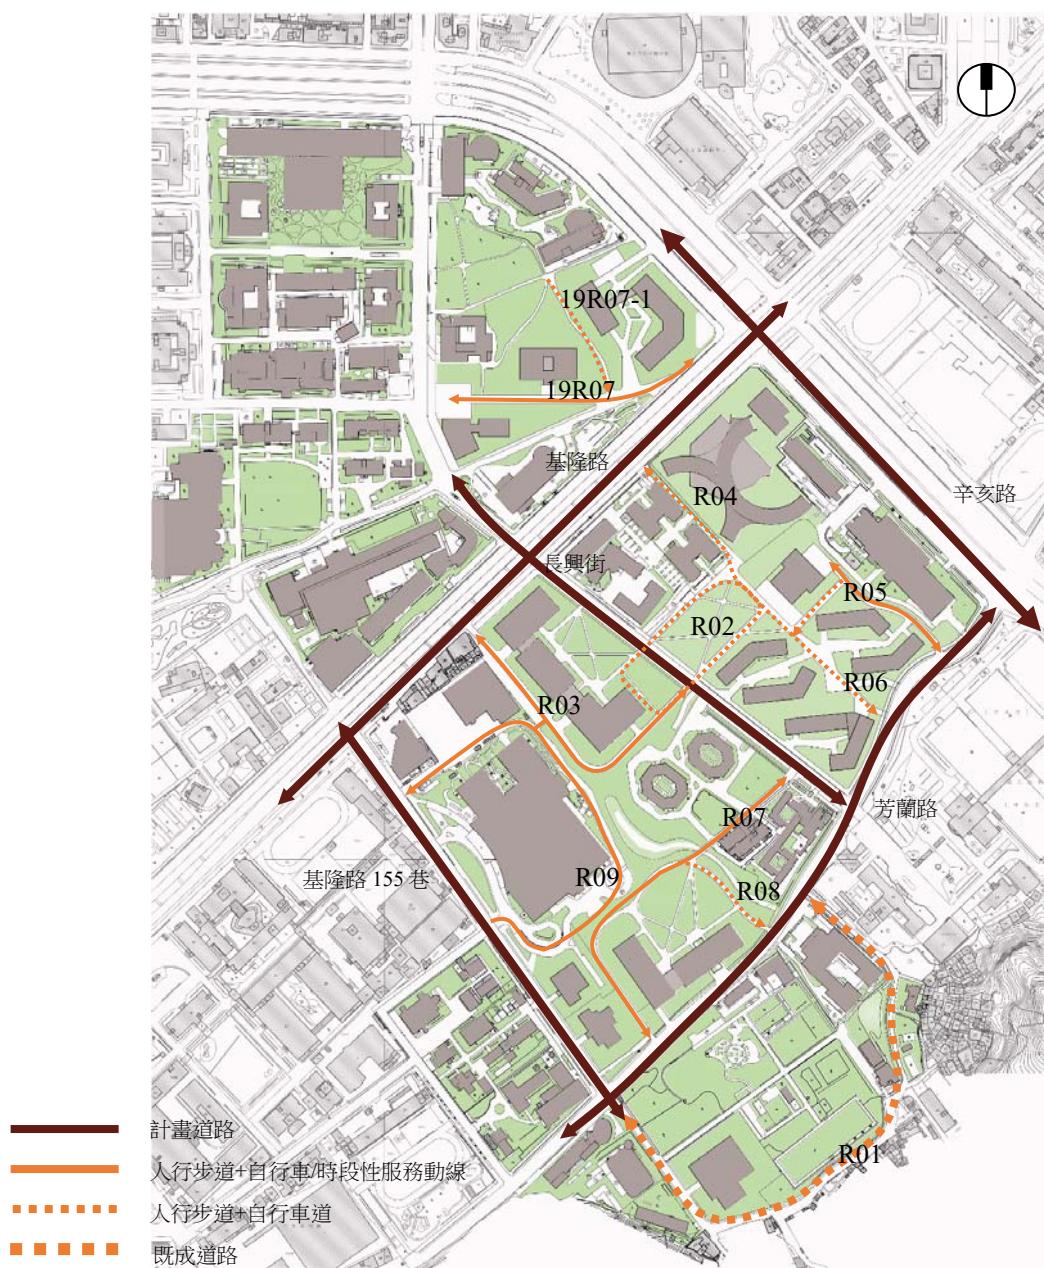 19R07-1
19R07
基隆路
R04
辛亥路
長興街
R05
R02
R06
R03
芳蘭路
R07
基隆路 155 巷
R09
R08
R01
計畫道路
人行步道+自行車/時段性服務動線
人行步道+自行車道
既成道路